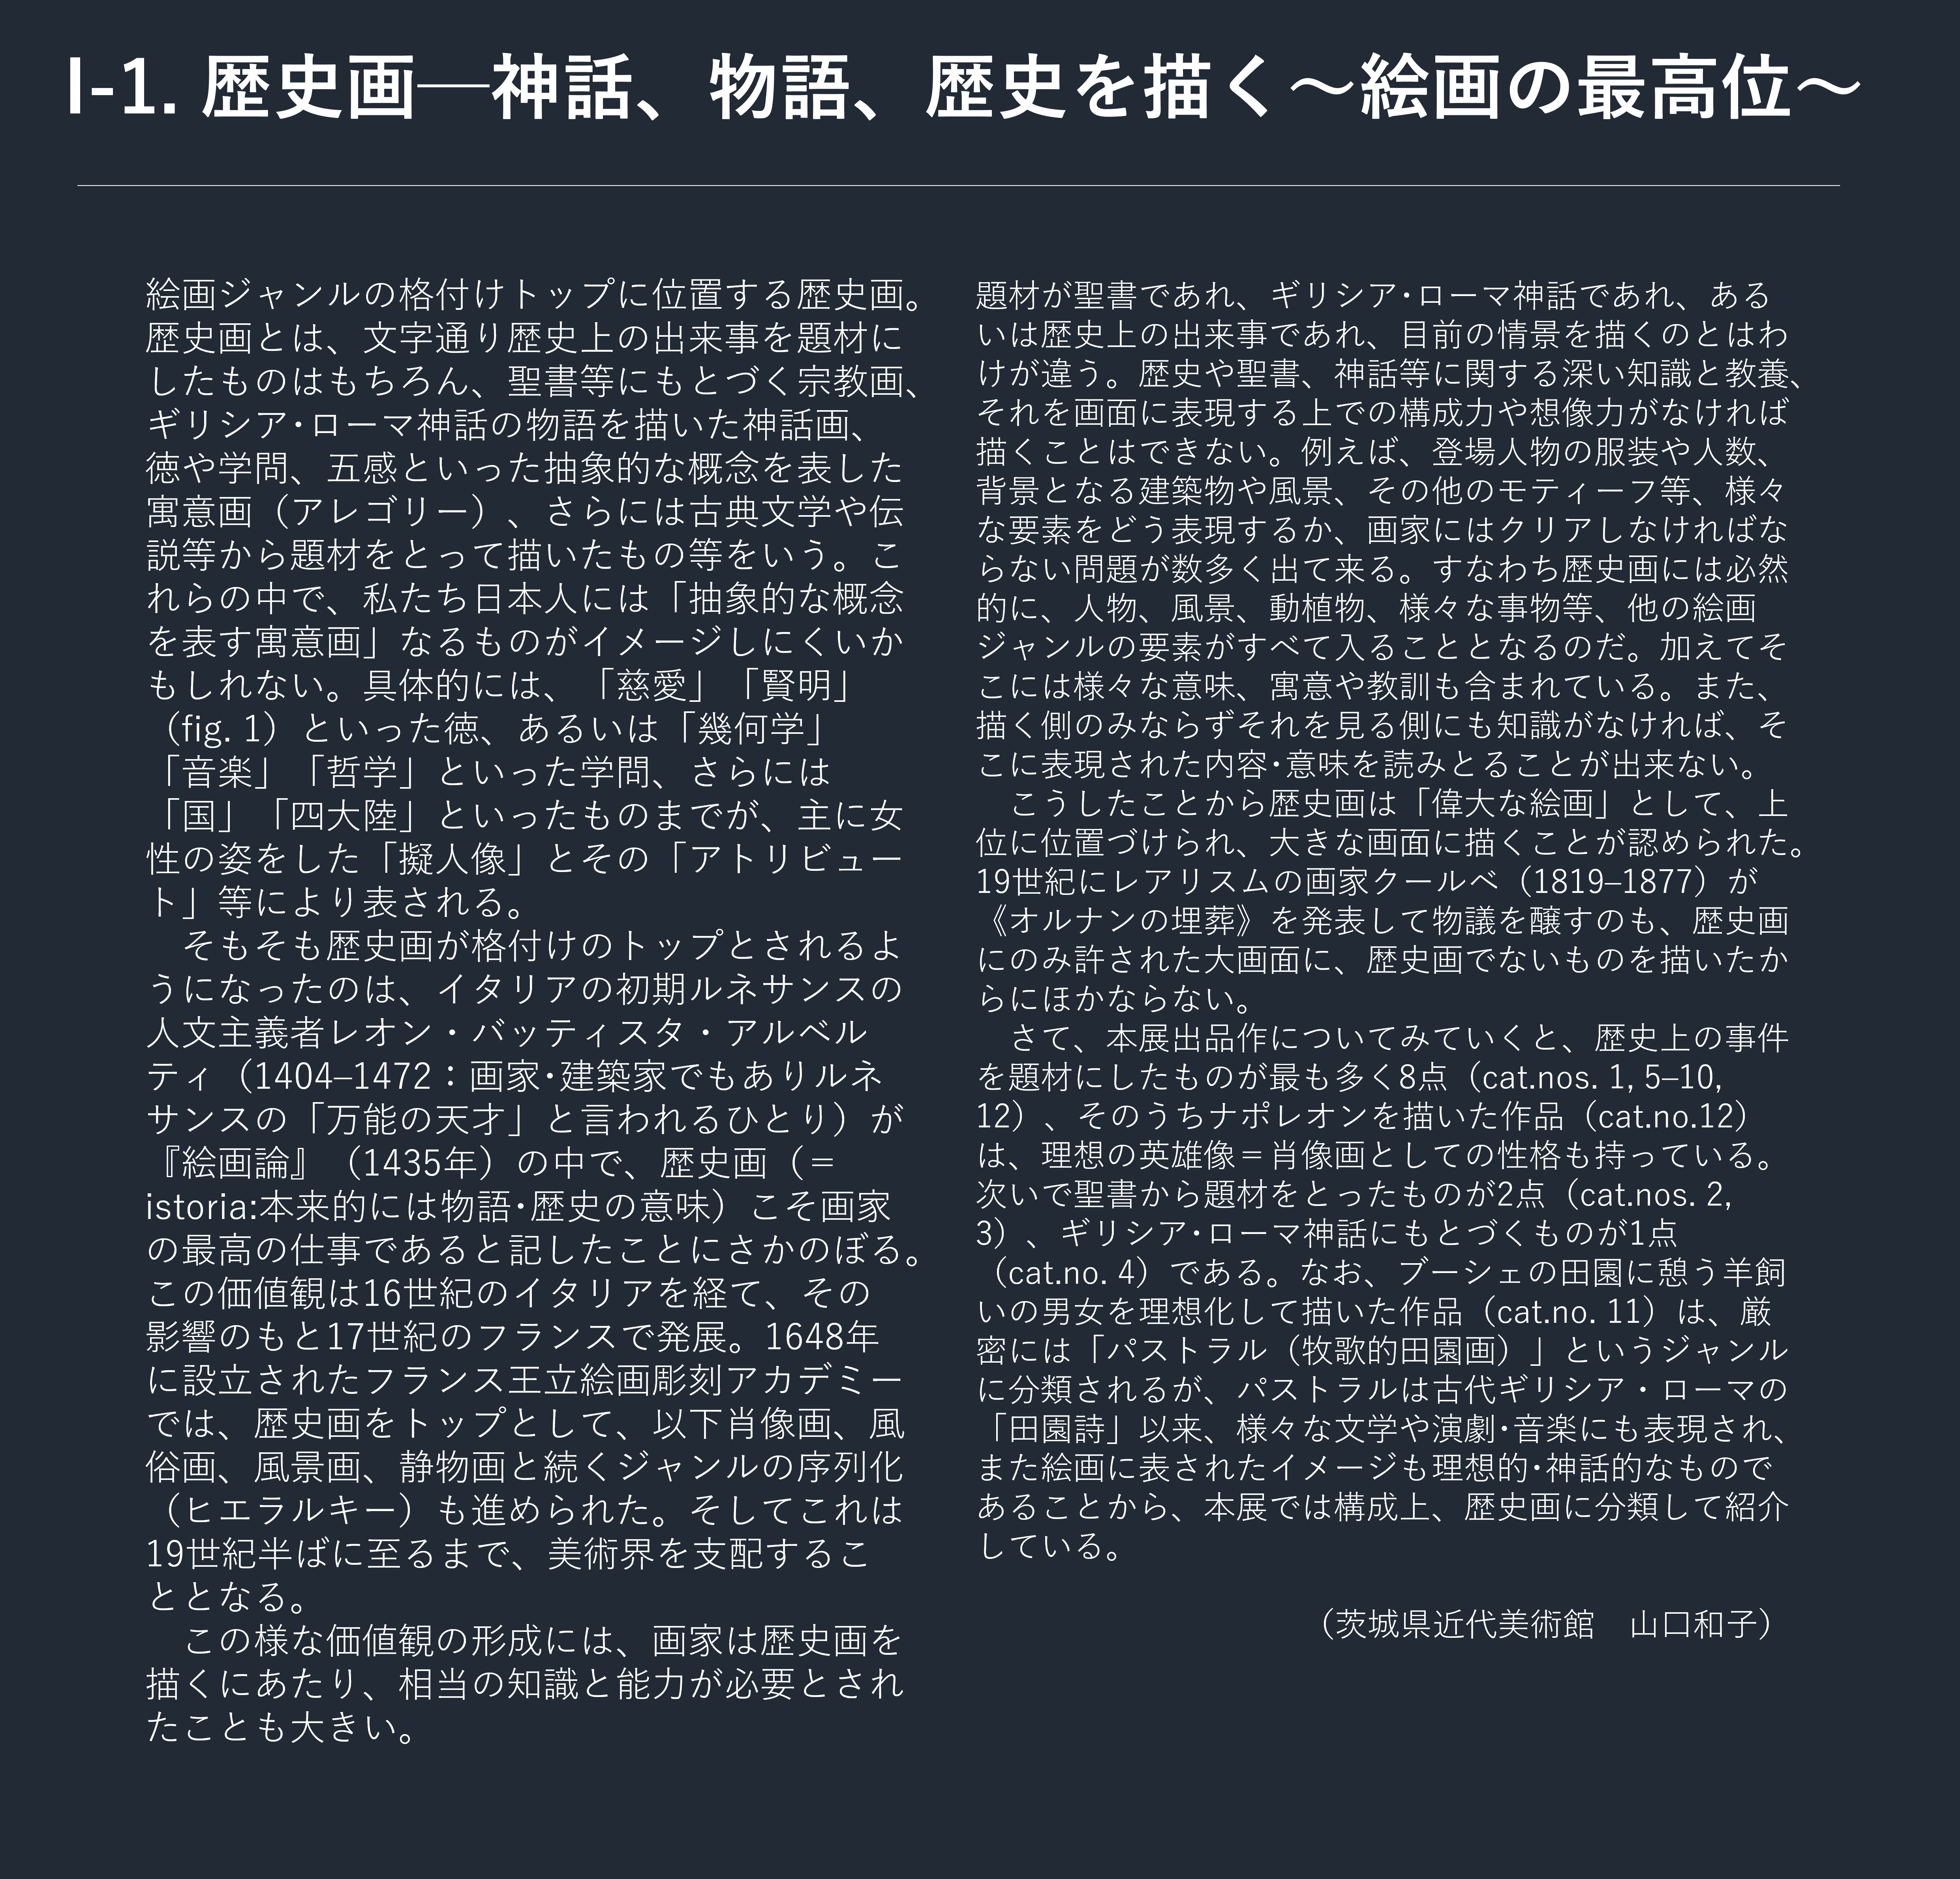 I-1. 歴史画―神話、物語、歴史を描く～絵画の最高位～
絵画ジャンルの格付けトップに位置する歴史画。
歴史画とは、文字通り歴史上の出来事を題材に
したものはもちろん、聖書等にもとづく宗教画、
ギリシア･ローマ神話の物語を描いた神話画、
徳や学問、五感といった抽象的な概念を表した
寓意画（アレゴリー）、さらには古典文学や伝
説等から題材をとって描いたもの等をいう。こ
れらの中で、私たち日本人には「抽象的な概念
を表す寓意画」なるものがイメージしにくいか
もしれない。具体的には、「慈愛」「賢明」
（fig. 1）といった徳、あるいは「幾何学」
「音楽」「哲学」といった学問、さらには
「国」「四大陸」といったものまでが、主に女
性の姿をした「擬人像」とその「アトリビュー
ト」等により表される。
　そもそも歴史画が格付けのトップとされるよ
うになったのは、イタリアの初期ルネサンスの
人文主義者レオン・バッティスタ・アルベル
ティ（1404–1472：画家･建築家でもありルネ
サンスの「万能の天才」と言われるひとり）が
『絵画論』（1435年）の中で、歴史画（＝
istoria:本来的には物語･歴史の意味）こそ画家
の最高の仕事であると記したことにさかのぼる。
この価値観は16世紀のイタリアを経て、その
影響のもと17世紀のフランスで発展。1648年
に設立されたフランス王立絵画彫刻アカデミー
では、歴史画をトップとして、以下肖像画、風
俗画、風景画、静物画と続くジャンルの序列化
（ヒエラルキー）も進められた。そしてこれは
19世紀半ばに至るまで、美術界を支配するこ
ととなる。
　この様な価値観の形成には、画家は歴史画を
描くにあたり、相当の知識と能力が必要とされ
たことも大きい。
題材が聖書であれ、ギリシア･ローマ神話であれ、ある
いは歴史上の出来事であれ、目前の情景を描くのとはわ
けが違う。歴史や聖書、神話等に関する深い知識と教養、
それを画面に表現する上での構成力や想像力がなければ
描くことはできない。例えば、登場人物の服装や人数、
背景となる建築物や風景、その他のモティーフ等、様々
な要素をどう表現するか、画家にはクリアしなければな
らない問題が数多く出て来る。すなわち歴史画には必然
的に、人物、風景、動植物、様々な事物等、他の絵画
ジャンルの要素がすべて入ることとなるのだ。加えてそ
こには様々な意味、寓意や教訓も含まれている。また、
描く側のみならずそれを見る側にも知識がなければ、そ
こに表現された内容･意味を読みとることが出来ない。
　こうしたことから歴史画は「偉大な絵画」として、上
位に位置づけられ、大きな画面に描くことが認められた。
19世紀にレアリスムの画家クールベ（1819–1877）が
《オルナンの埋葬》を発表して物議を醸すのも、歴史画
にのみ許された大画面に、歴史画でないものを描いたか
らにほかならない。
　さて、本展出品作についてみていくと、歴史上の事件
を題材にしたものが最も多く8点（cat.nos. 1, 5–10,
12）、そのうちナポレオンを描いた作品（cat.no.12）
は、理想の英雄像＝肖像画としての性格も持っている。
次いで聖書から題材をとったものが2点（cat.nos. 2,
3）、ギリシア･ローマ神話にもとづくものが1点
（cat.no. 4）である。なお、ブーシェの田園に憩う羊飼
いの男女を理想化して描いた作品（cat.no. 11）は、厳
密には「パストラル（牧歌的田園画）」というジャンル
に分類されるが、パストラルは古代ギリシア・ローマの
「田園詩」以来、様々な文学や演劇･音楽にも表現され、
また絵画に表されたイメージも理想的･神話的なもので
あることから、本展では構成上、歴史画に分類して紹介
している。
（茨城県近代美術館　山口和子）